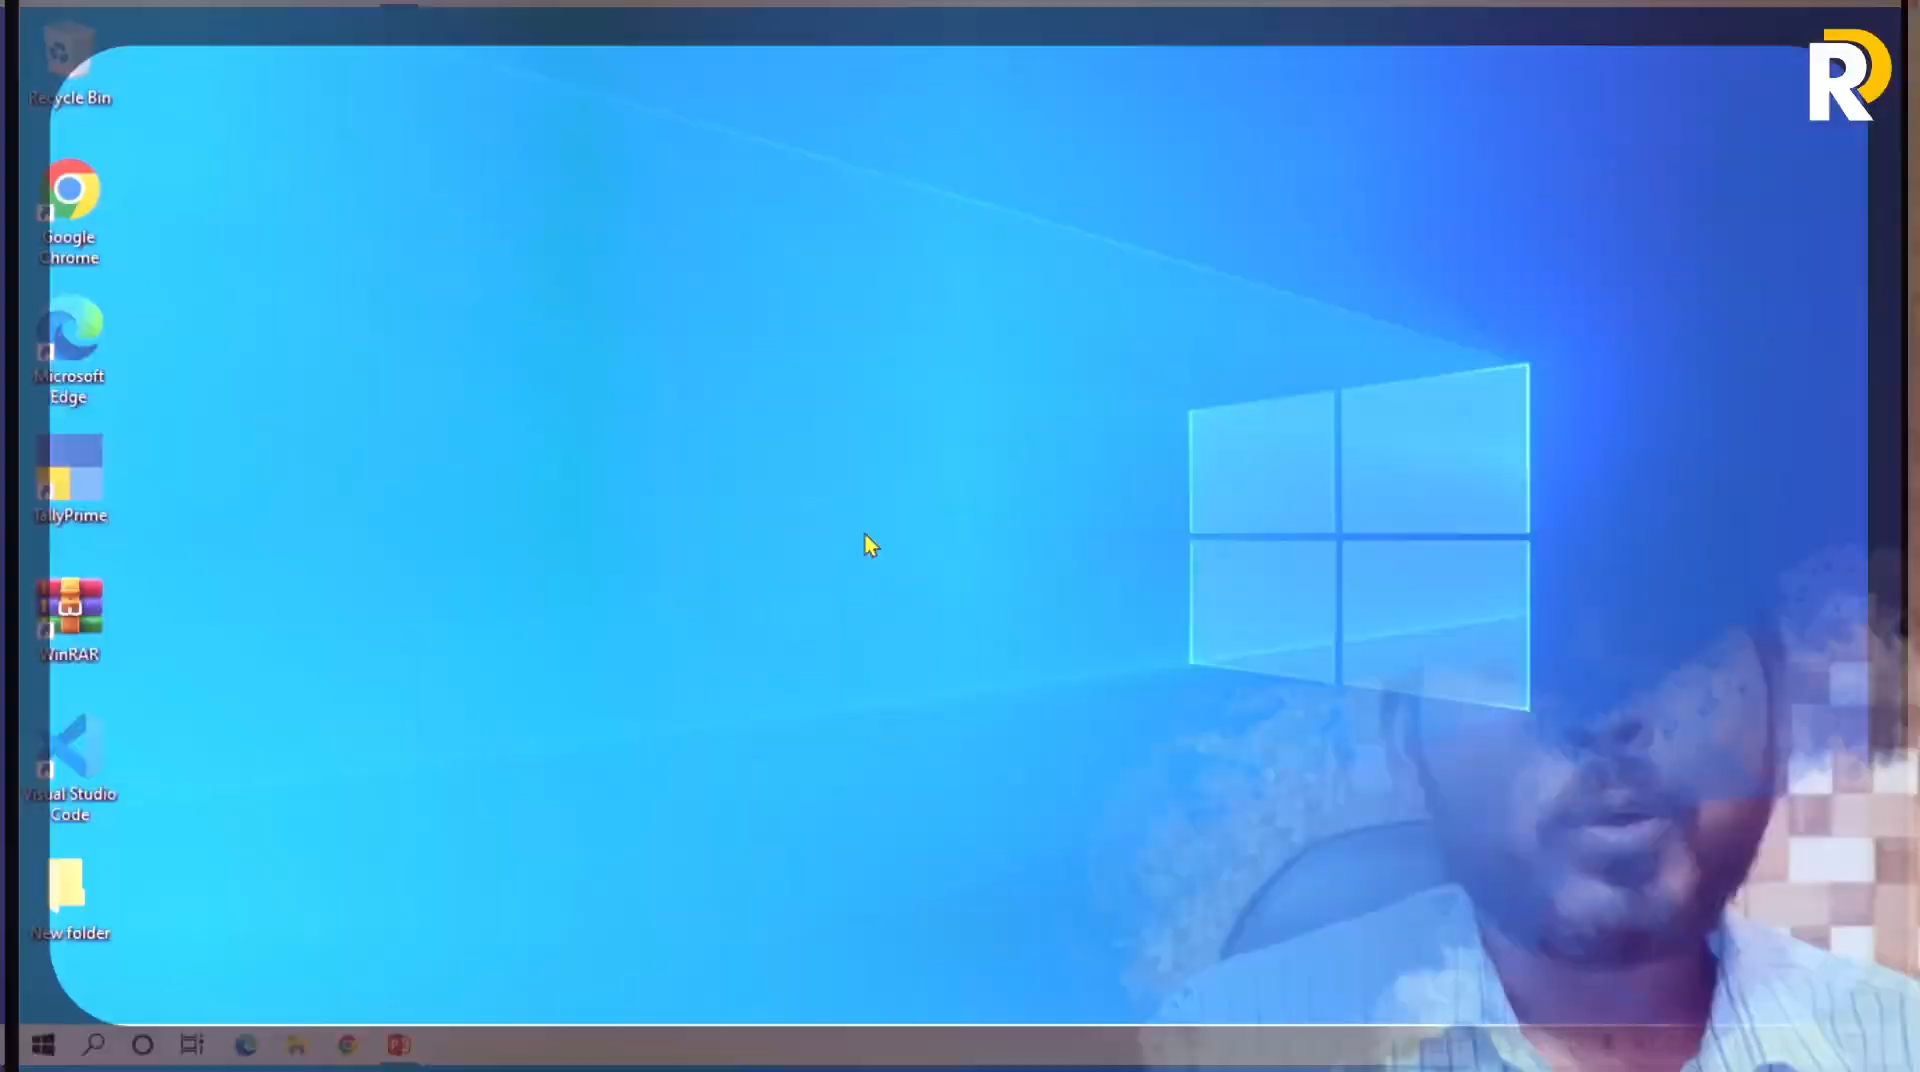 R
Recycle Bin
Google
Chrome
Microsoft
Edge
TallyPrime
WinRAR
Visual Studio
Code
New folder